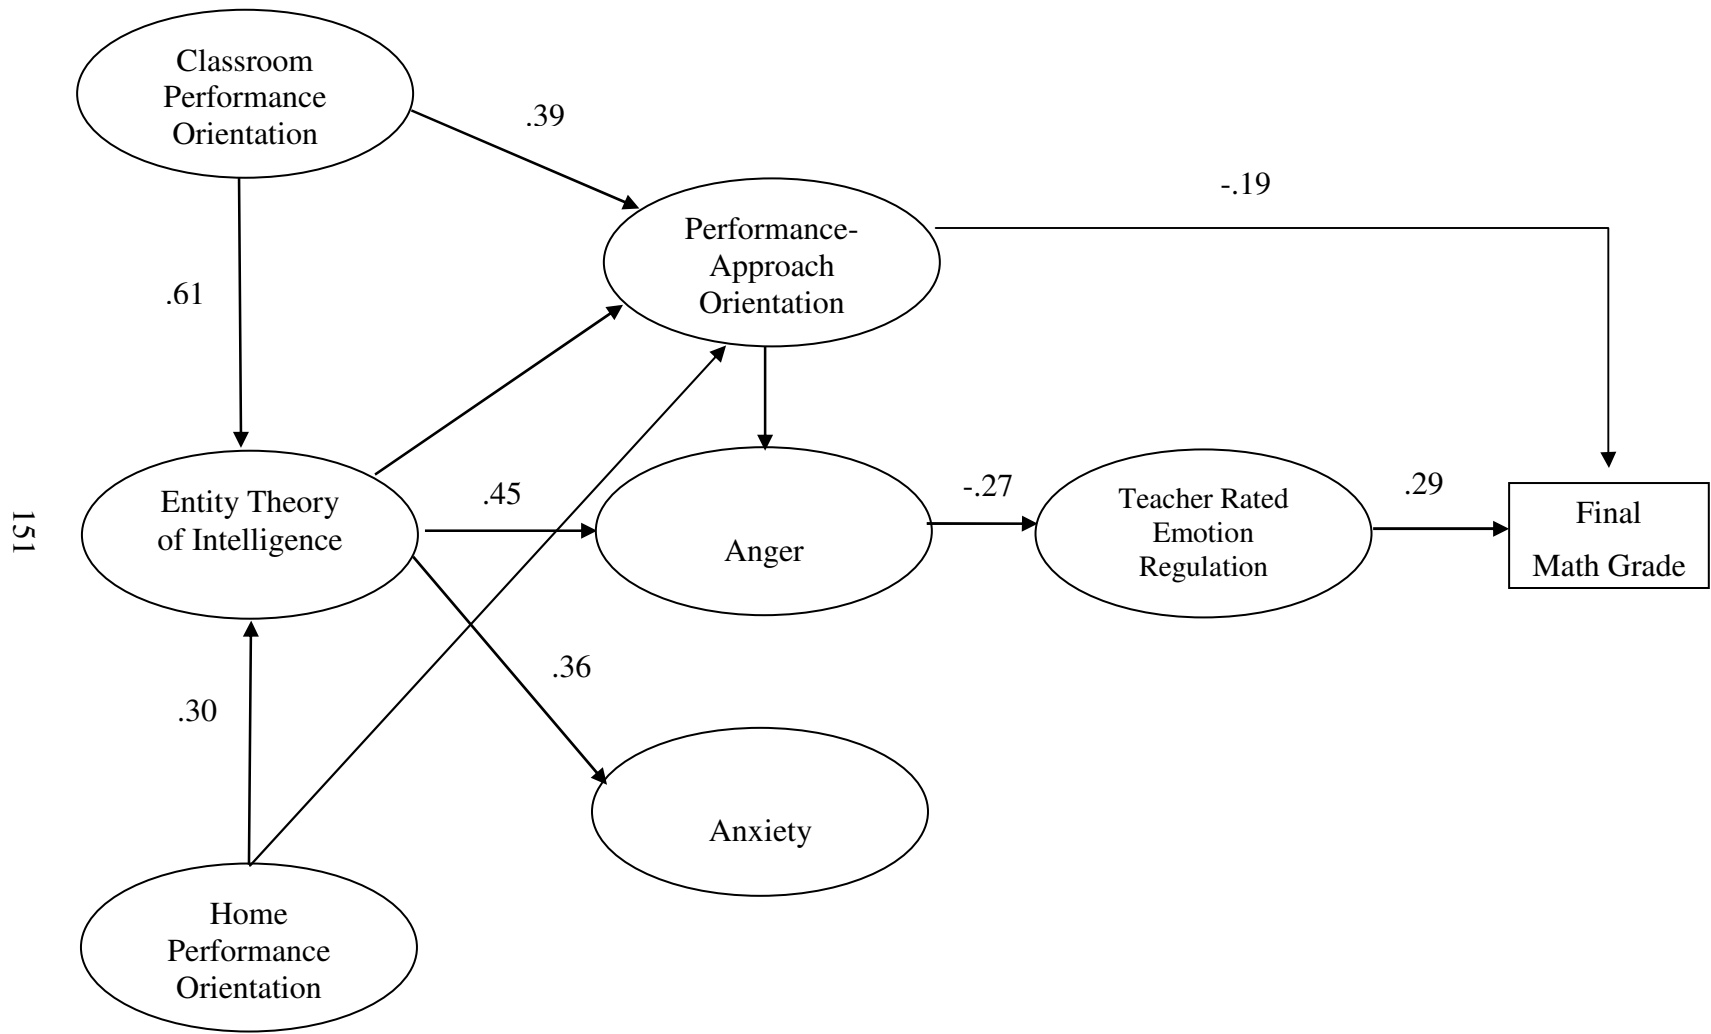 Classroom
Performance
Orientation
.39
-.19
Performance-
Approach
Orientation
.61
Entity Theory
of Intelligence
.45
Anger
-.27
Teacher Rated
Emotion
Regulation
.29
Final
Math Grade
151
.36
.30
Anxiety
Home
Performance
Orientation